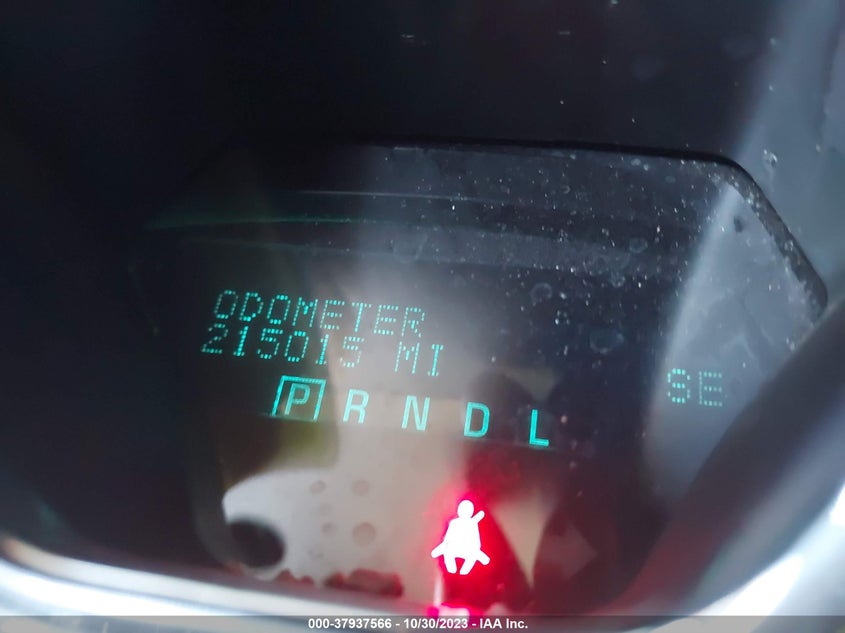 ODOMETER
215015 MI
SE
P R N D L
000-37937566 - 10/30/2023 - IAA Inc.